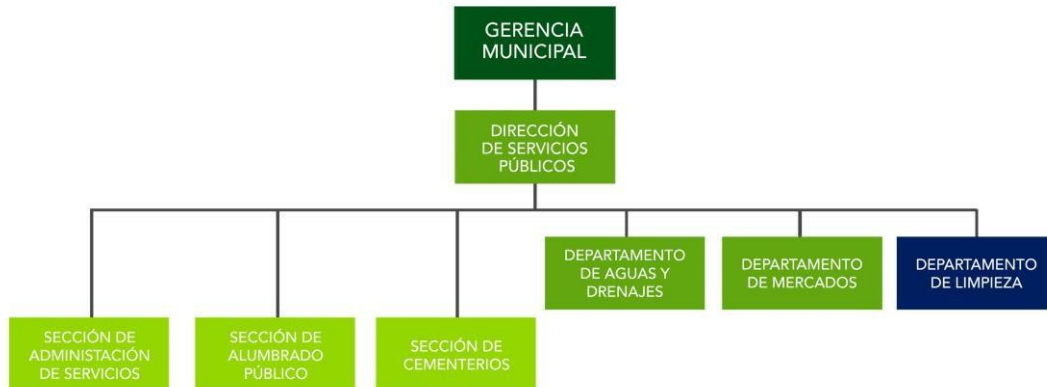 GERENCIA
MUNICIPAL
DIRECCIÓN
DE SERVICIOS
PÚBLICOS
DEPARTAMENTO
DE AGUAS Y
DRENAJES
DEPARTAMENTO
DE MERCADOS
DEPARTAMENTO
DE LIMPIEZA
SECCIÓN DE
ADMINISTACIÓN
DE SERVICIOS
SECCIÓN DE
ALUMBRADO
PÚBLICO
SECCIÓN DE
CEMENTERIOS